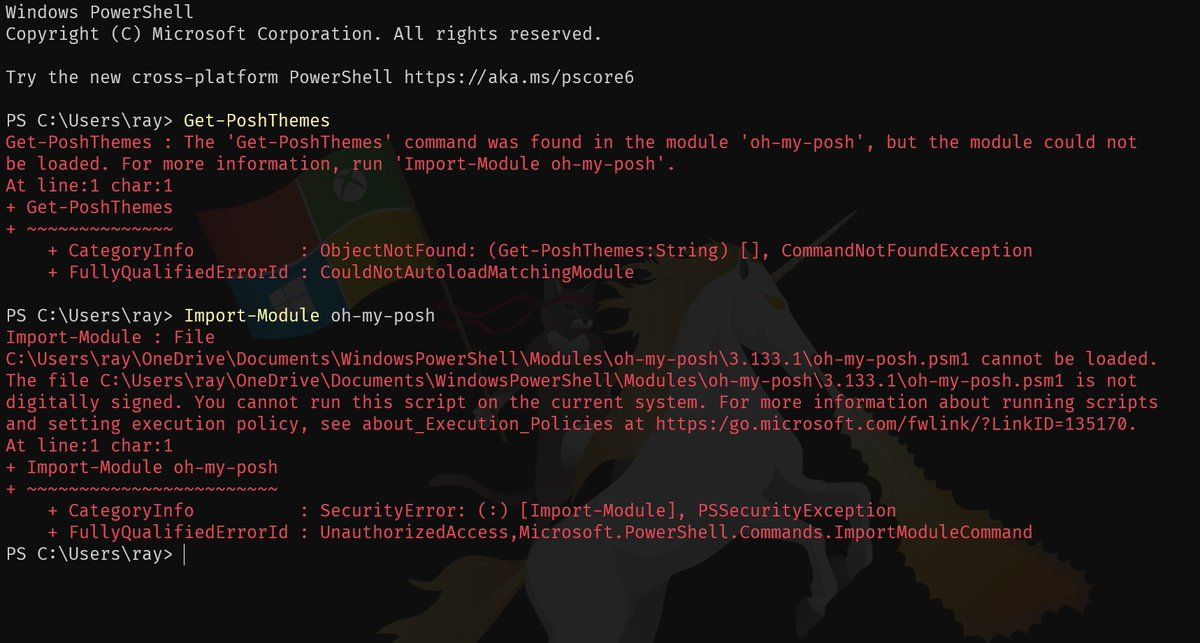 Windows PowerShell
Copyright (C) Microsoft Corporation. All rights reserved.
Try the new cross-platform PowerShell https://aka.ms/pscore6
PS C:\Users\ray> Get-PoshThemes
Get-PoshThemes : The 'Get-PoshThemes' command was found in the module 'oh-my-posh', but the module could not
be loaded. For more information, run 'Import-Module oh-my-posh'.
At line:1 char:1
+ Get-PoshThemes
+ ~~~~~~~~~~~~~~
    + CategoryInfo          : ObjectNotFound: (Get-PoshThemes:String) [], CommandNotFoundException
    + FullyQualifiedErrorId : CouldNotAutoloadMatchingModule
PS C:\Users\ray> Import-Module oh-my-posh
Import-Module : File
C:\Users\ray\OneDrive\Documents\WindowsPowerShell\Modules\oh-my-posh\3.133.1\oh-my-posh.psm1 cannot be loaded.
The file C:\Users\ray\OneDrive\Documents\WindowsPowerShell\Modules\oh-my-posh\3.133.1\oh-my-posh.psm1 is not
digitally signed. You cannot run this script on the current system. For more information about running scripts
and setting execution policy, see about_Execution_Policies at https:/go.microsoft.com/fwlink/?LinkID=135170.
At line:1 char:1
+ Import-Module oh-my-posh
+ ~~~~~~~~~~~~~~~~~~~~~~~~
    + CategoryInfo          : SecurityError: (:) [Import-Module], PSSecurityException
    + FullyQualifiedErrorId : UnauthorizedAccess,Microsoft.PowerShell.Commands.ImportModuleCommand
PS C:\Users\ray>